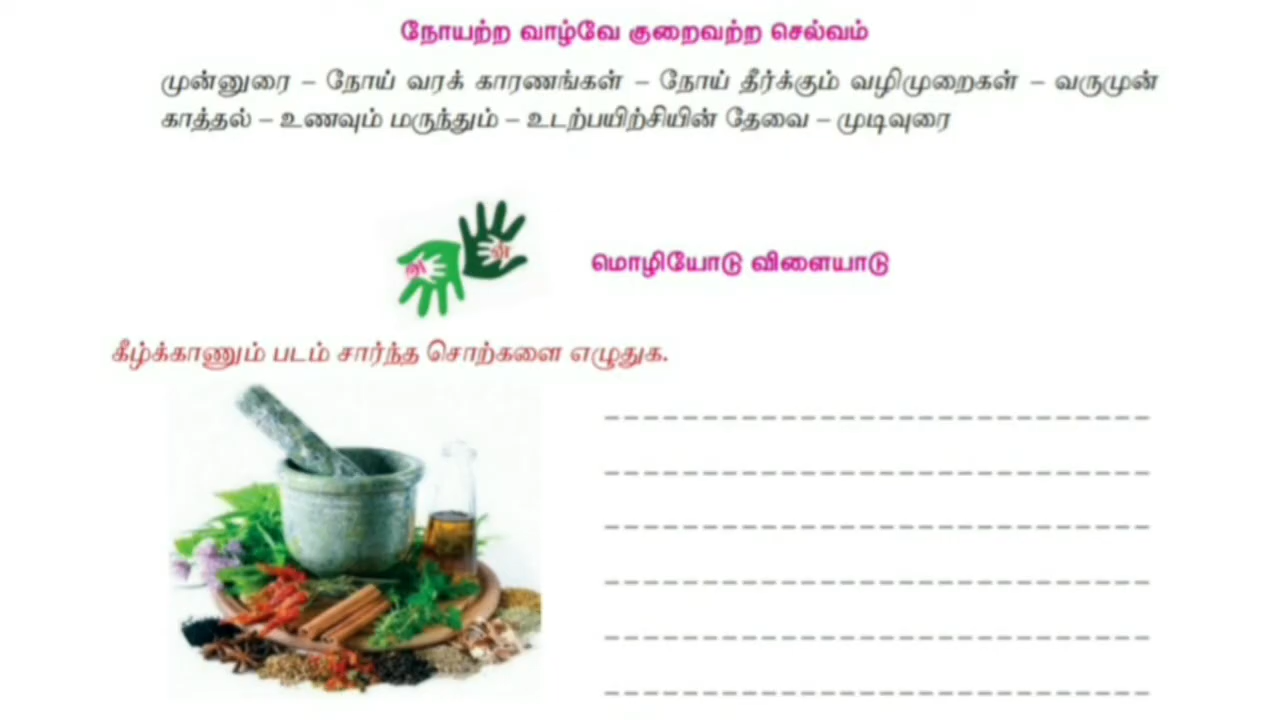 நோயற்ற வாழ்வே குறைவற்ற செல்வம்
முன்னுரை – நோய் வரக் காரணங்கள் – நோய் தீர்க்கும் வழிமுறைகள் – வருமுன்
காத்தல் – உணவும் மருந்தும் – உடற்பயிற்சியின் தேவை – முடிவுரை
மொழியோடு விளையாடு
கீழ்க்காணும் படம் சார்ந்த சொற்களை எழுதுக.